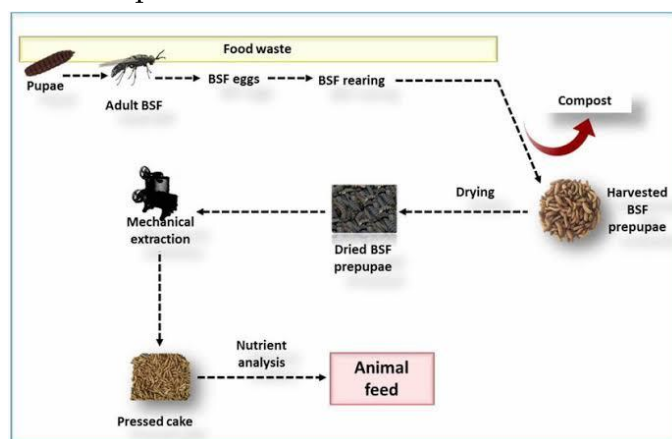 Food waste
Pupae
Adult BSF
BSF eggs
BSF rearing
Compost
Harvested
BSF
prepupae
Drying
Dried BSF
prepupae
Mechanical
extraction
Pressed cake
Nutrient
analysis
Animal
feed